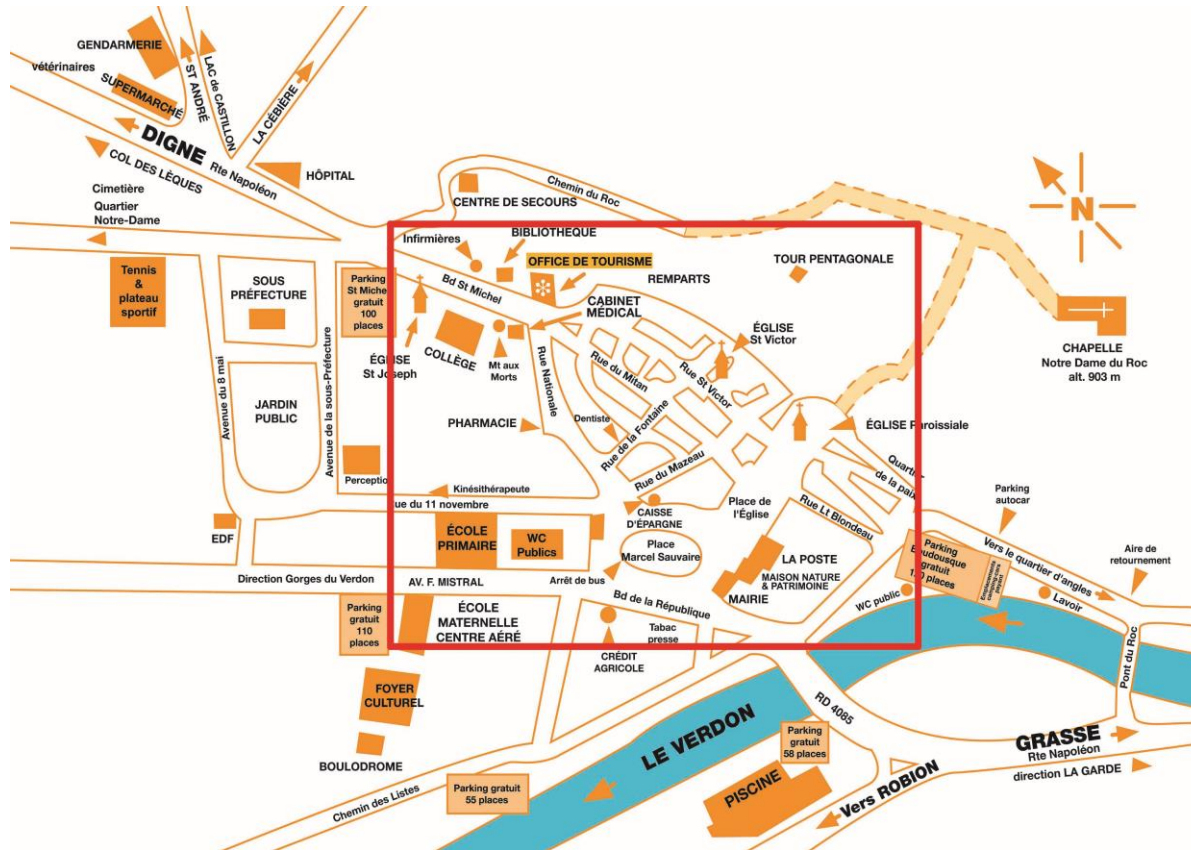 GENDARMERIE
vétérinaires
SUPERMARCHÉ
ST ANDRÉ
LAC de CASTILLON
LA CÉBIÈRE
DIGNE
Rte Napoléon
COL DES LÈQUES
HÔPITAL
Cimetière
Quartier
Notre-Dame
CENTRE DE SECOURS
Chemin du Roc
N
Infirmières
BIBLIOTHEQUE
OFFICE DE TOURISME
REMPARTS
TOUR PENTAGONALE
Tennis
&
plateau
sportif
SOUS
PRÉFECTURE
Parking
St Miche
gratuit
100
places
Bd St Michel
CABINET
MÉDICAL
ÉGLISE
St Joseph
COLLÈGE
Mt aux
Morts
Rue Nationale
Rue du Mitan
Rue St Victor
ÉGLISE
St Victor
CHAPELLE
Notre Dame du Roc
alt. 903 m
Avenue du 8 mai
JARDIN
PUBLIC
Avenue de la sous-Préfecture
PHARMACIE
Dentiste
Rue de la Fontaine
ÉGLISE Paroissiale
Perceptio
Kinésithérapeute
Rue du Mazeau
Quartier
de la paix
ue du 11 novembre
CAISSE
D'ÉPARGNE
Place de
l'Église
Rue Lt Blondeau
Parking
autocar
EDF
ÉCOLE
PRIMAIRE
WC
Publics
Place
Marcel Sauvaire
LA POSTE
MAISON NATURE
& PATRIMOINE
MAIRIE
Parking
oudousque
gratuit
places
payant
Vers le quartier d'angles
Aire de
retournement
WC public
Lavoir
Direction Gorges du Verdon
AV. F. MISTRAL
Arrêt de bus
Bd de la République
Parking
gratuit
110
places
ÉCOLE
MATERNELLE
CENTRE AÉRÉ
Tabac
presse
CRÉDIT
AGRICOLE
Pont du Roc
FOYER
CULTUREL
BOULODROME
LE VERDON
RD 4085
Parking
gratuit
58 places
GRASSE
Rte Napoléon
direction LA GARDE
Chemin des Listes
Parking gratuit
55 places
PISCINE
Vers ROBION